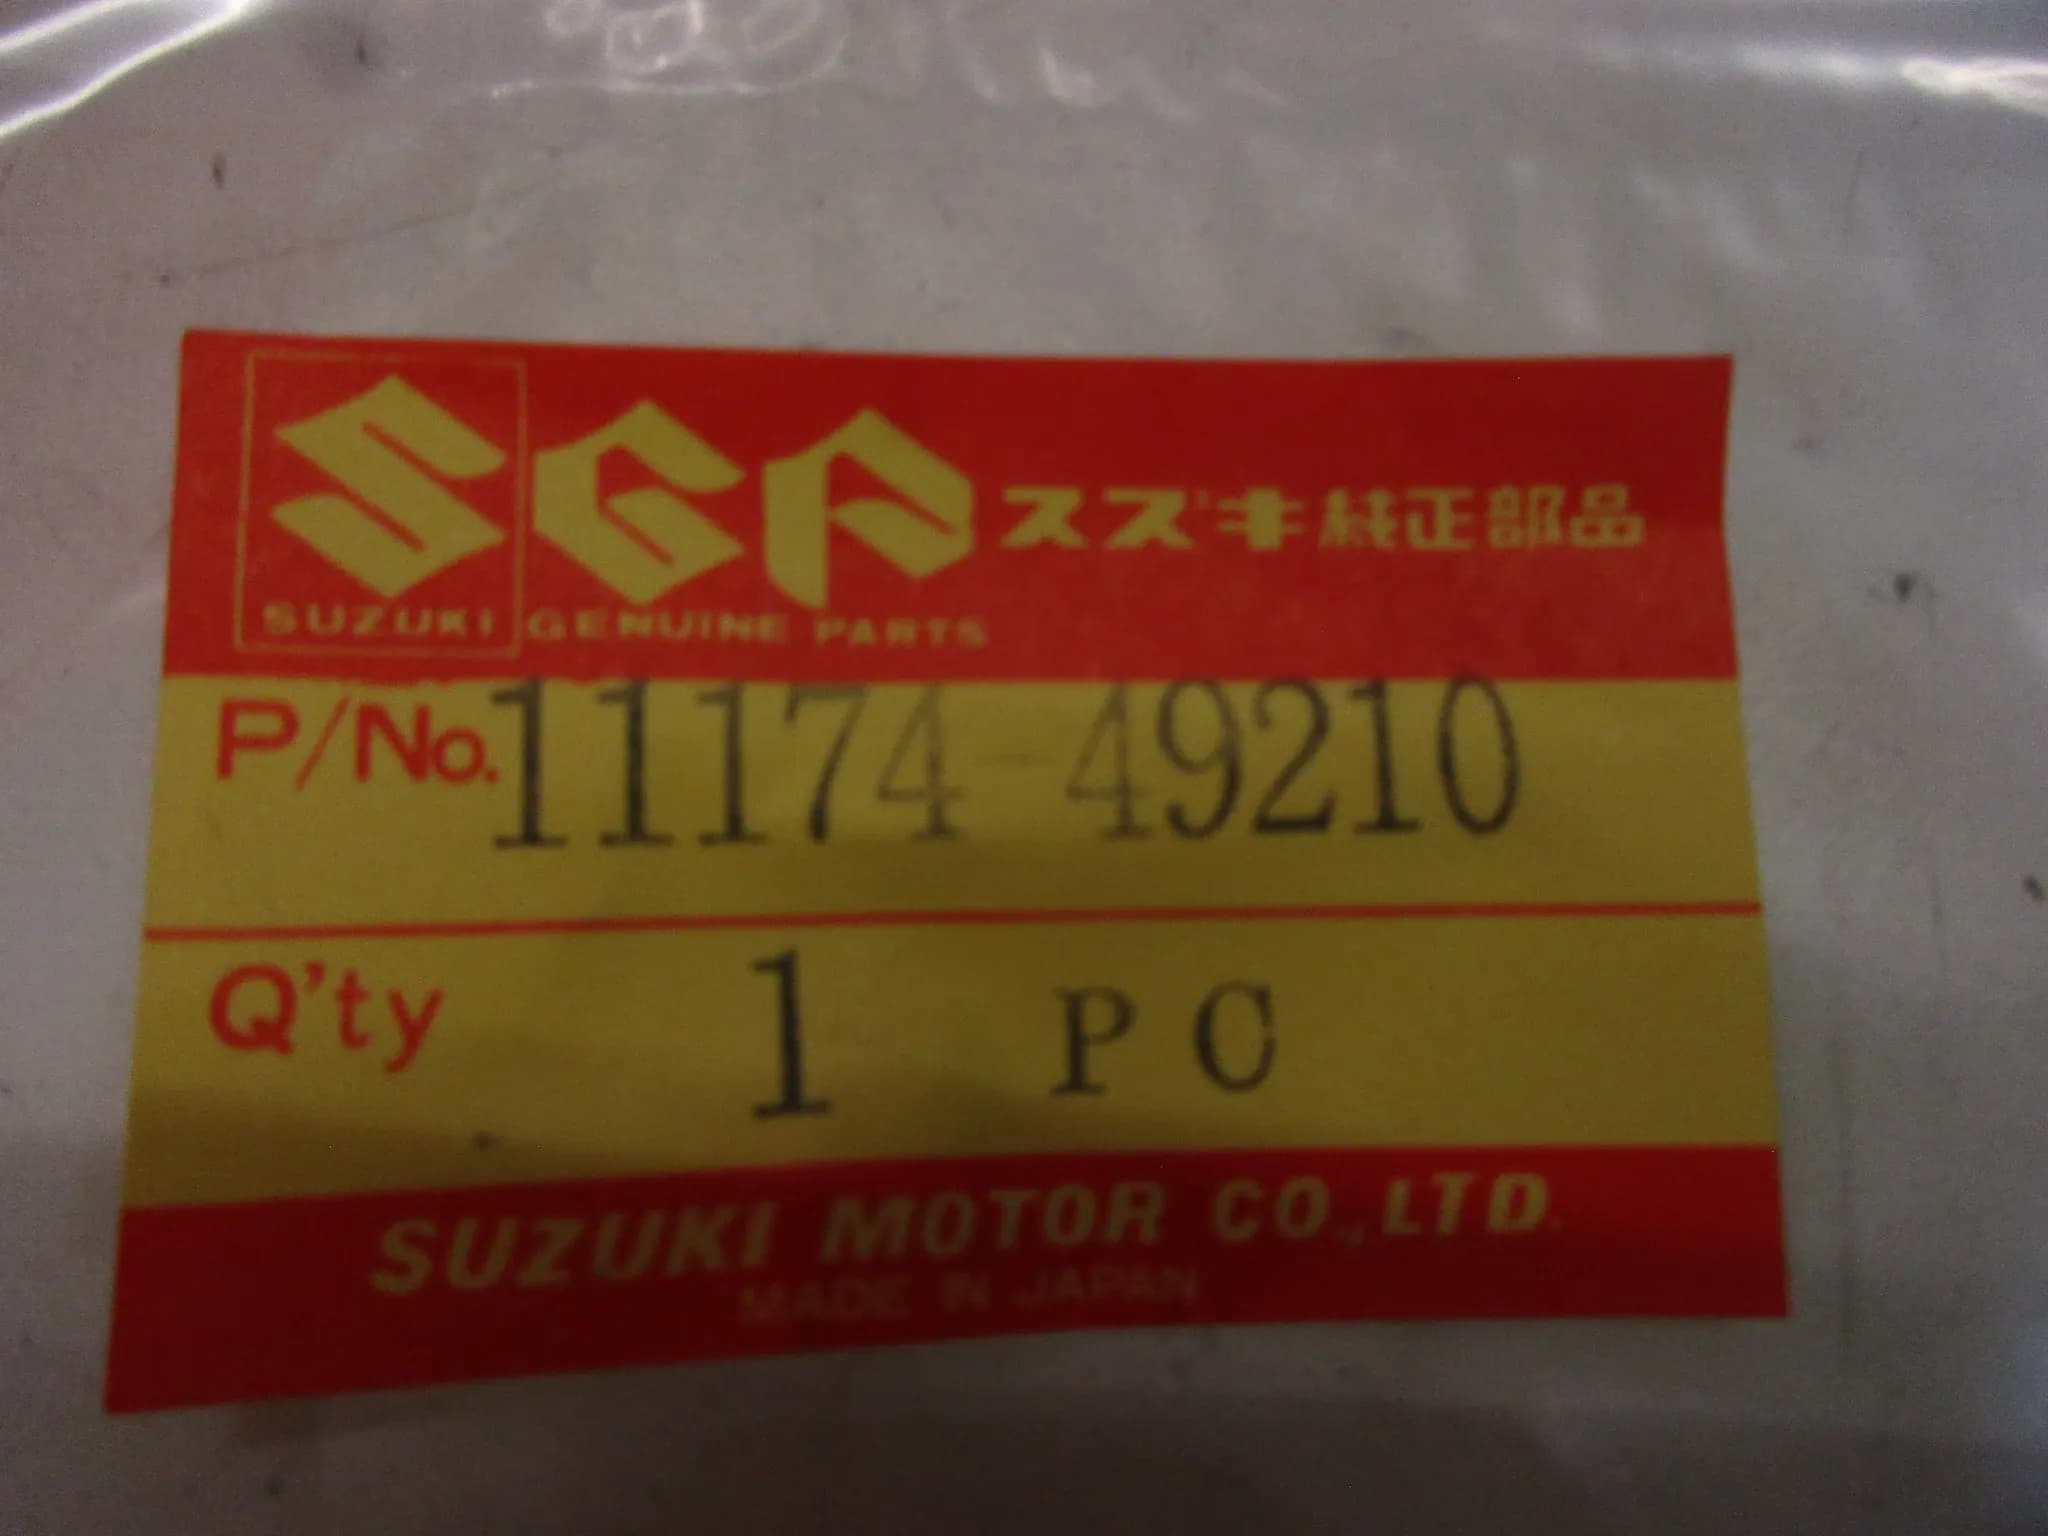 SGP スズキ純正部品
SUZUKI GENUINE PARTS
P/No. 11174-49210
Q'ty 1 PC
SUZUKI MOTOR CO., LTD.
MADE IN JAPAN